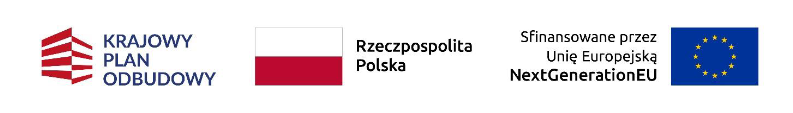 KRAJOWY
PLAN
ODBUDOWY
Rzeczpospolita
Polska
Sfinansowane przez
Unię Europejską
NextGenerationEU